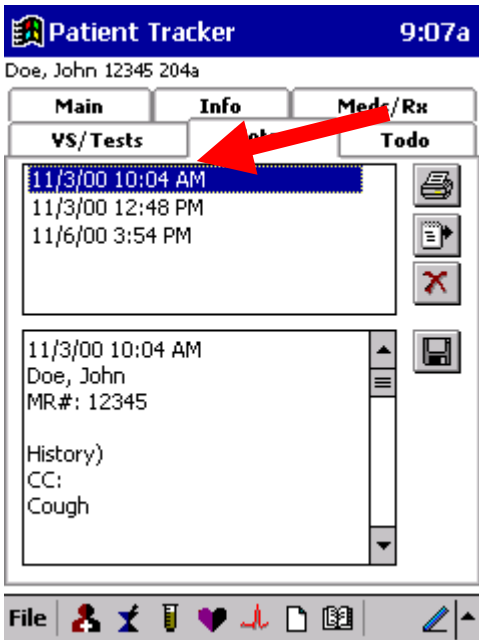 Patient Tracker 9:07a
Doe, John 12345 204a
Main Info Meds/Rx
VS/Tests Todo
11/3/00 10:04 AM
11/3/00 12:48 PM
11/6/00 3:54 PM
11/3/00 10:04 AM
Doe, John
MR#: 12345
History)
CC:
Cough
File